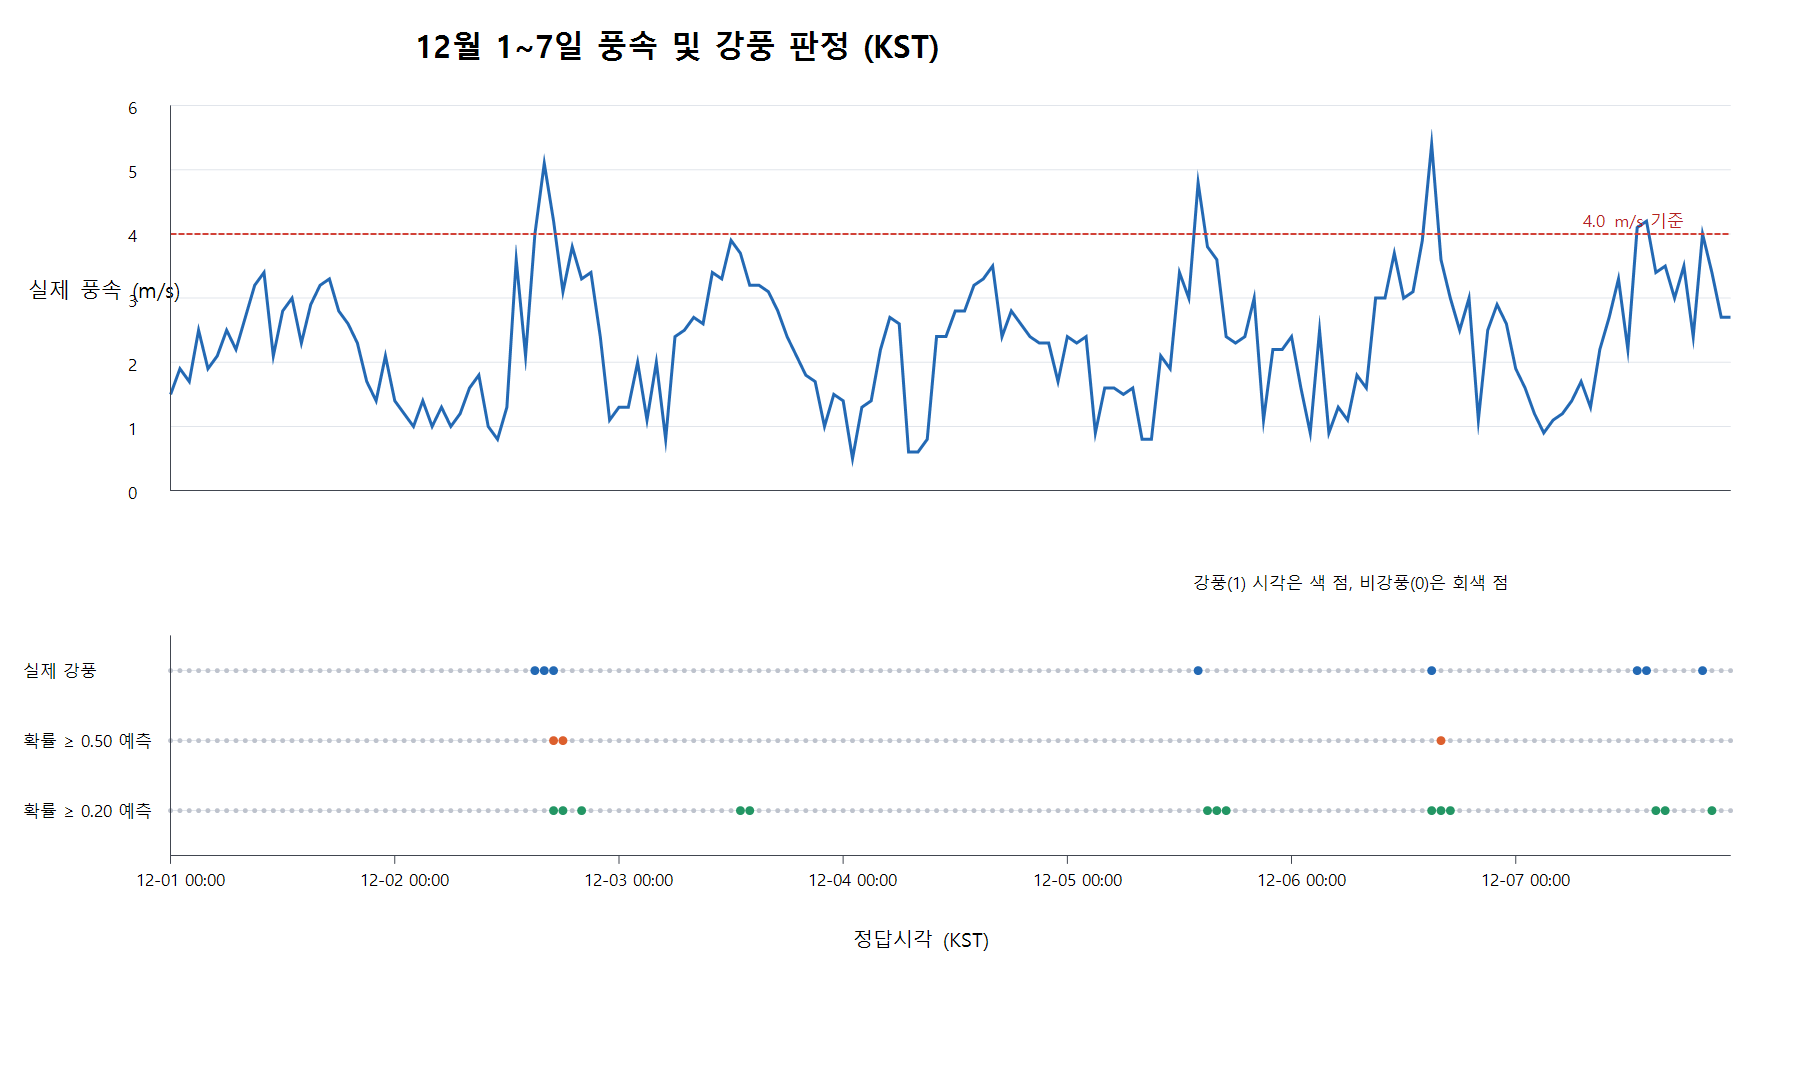 12월 1~7일 풍속 및 강풍 판정 (KST)
6
5
4
4.0 m/s 기준
실제 풍속 (m/s)
3
2
1
0
강풍(1) 시각은 색 점, 비강풍(0)은 회색 점
실제 강풍
확률 ≥ 0.50 예측
확률 ≥ 0.20 예측
12-01 00:00 12-02 00:00 12-03 00:00 12-04 00:00 12-05 00:00 12-06 00:00 12-07 00:00
정답시각 (KST)